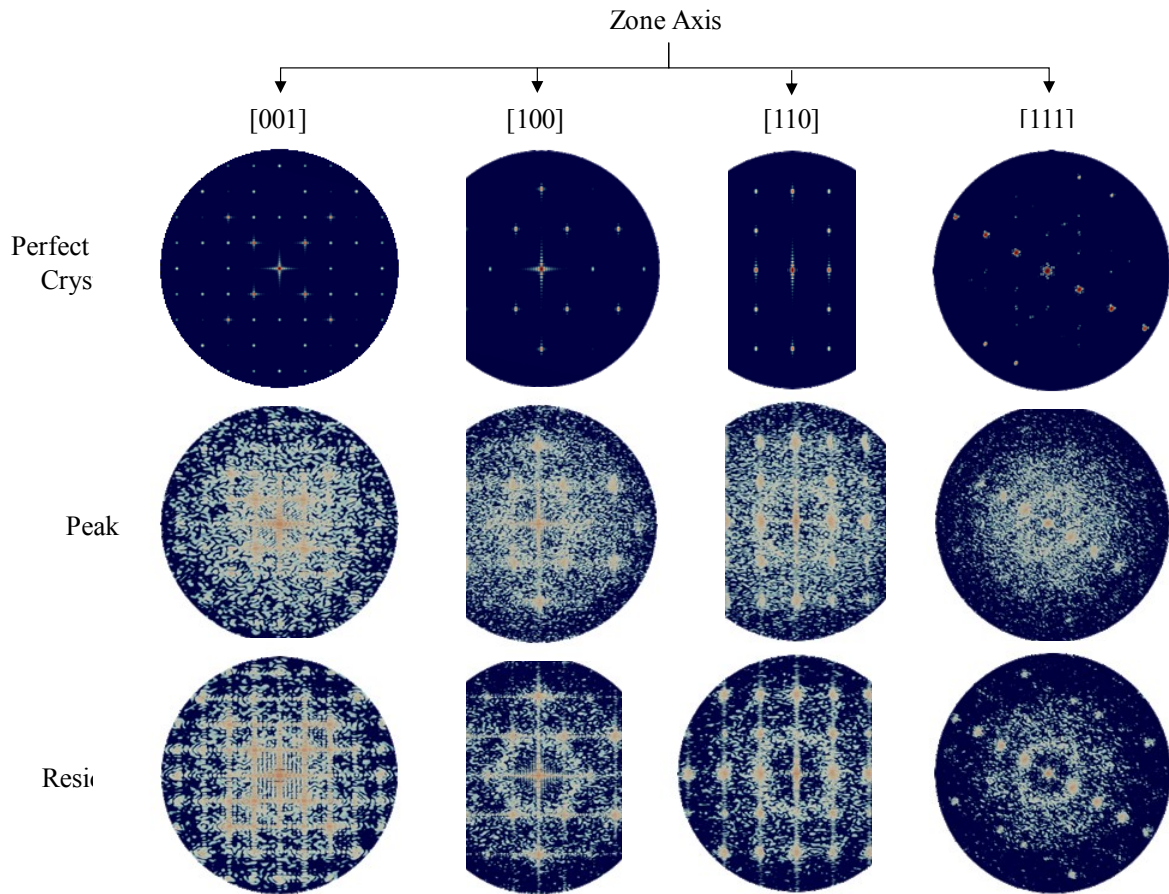 Zone Axis
[001]
[100]
[110]
[111]
Perfect
Crys
Peak
Resi